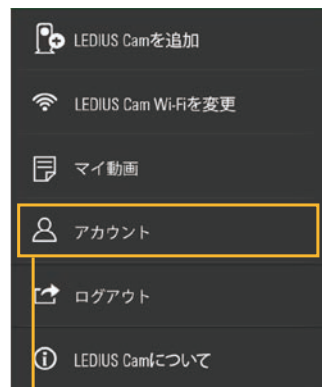 LEDIUS Camを追加
LEDIUS Cam Wi-Fiを変更
マイ動画
アカウント
ログアウト
LEDIUS Camについて